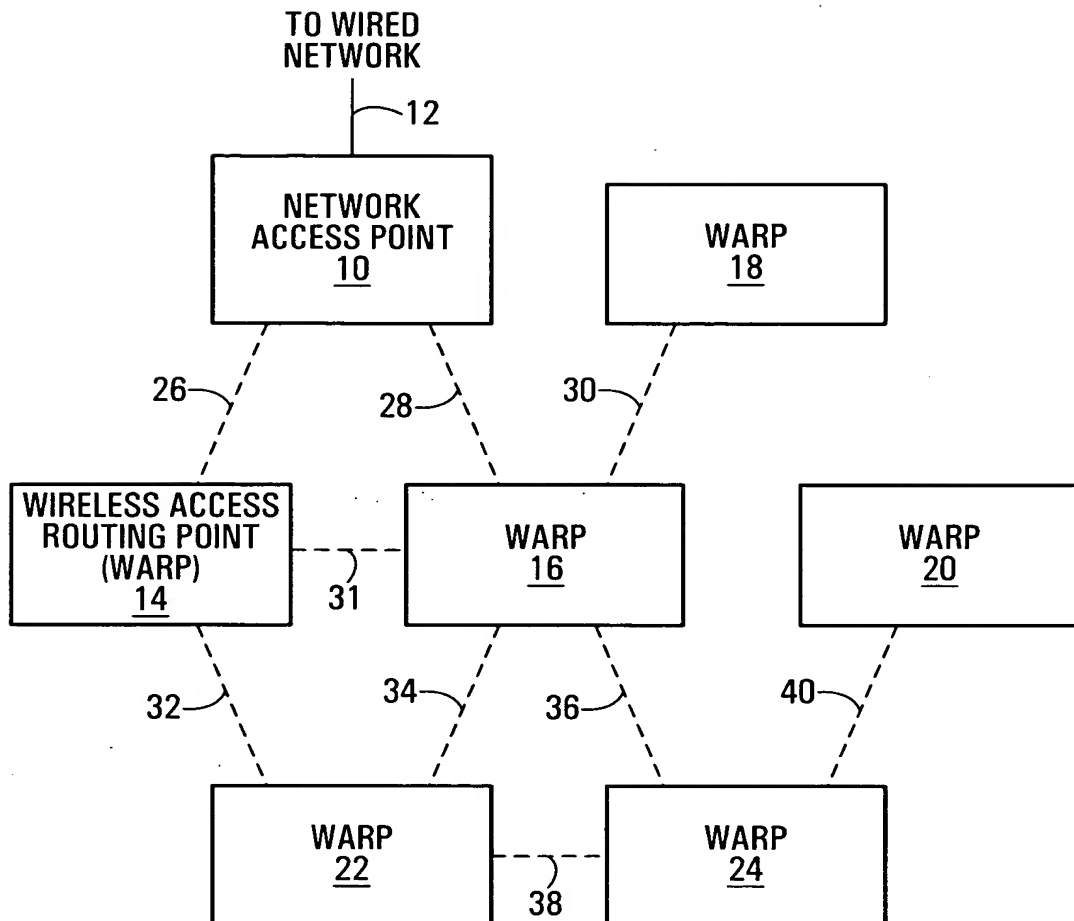 TO WIRED
NETWORK
12
NETWORK
ACCESS POINT
10
WARP
18
26
28
30
WIRELESS ACCESS
ROUTING POINT
(WARP)
14
31
WARP
16
WARP
20
32
34
36
40
WARP
22
38
WARP
24